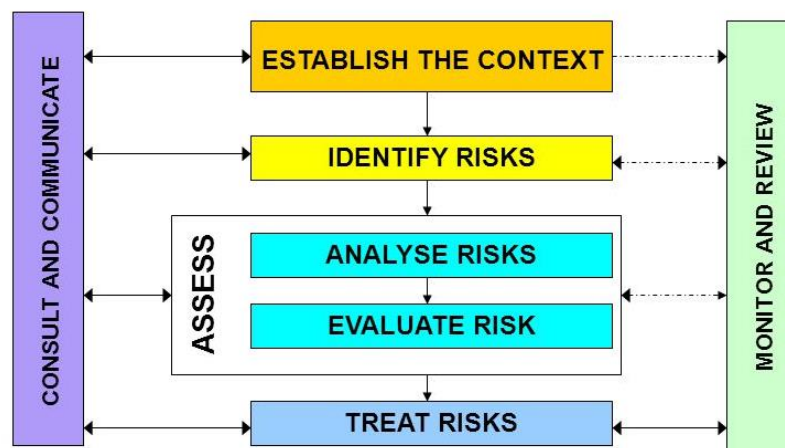 CONSULT AND COMMUNICATE
ESTABLISH THE CONTEXT
IDENTIFY RISKS
ASSESS
ANALYSE RISKS
EVALUATE RISK
TREAT RISKS
MONITOR AND REVIEW